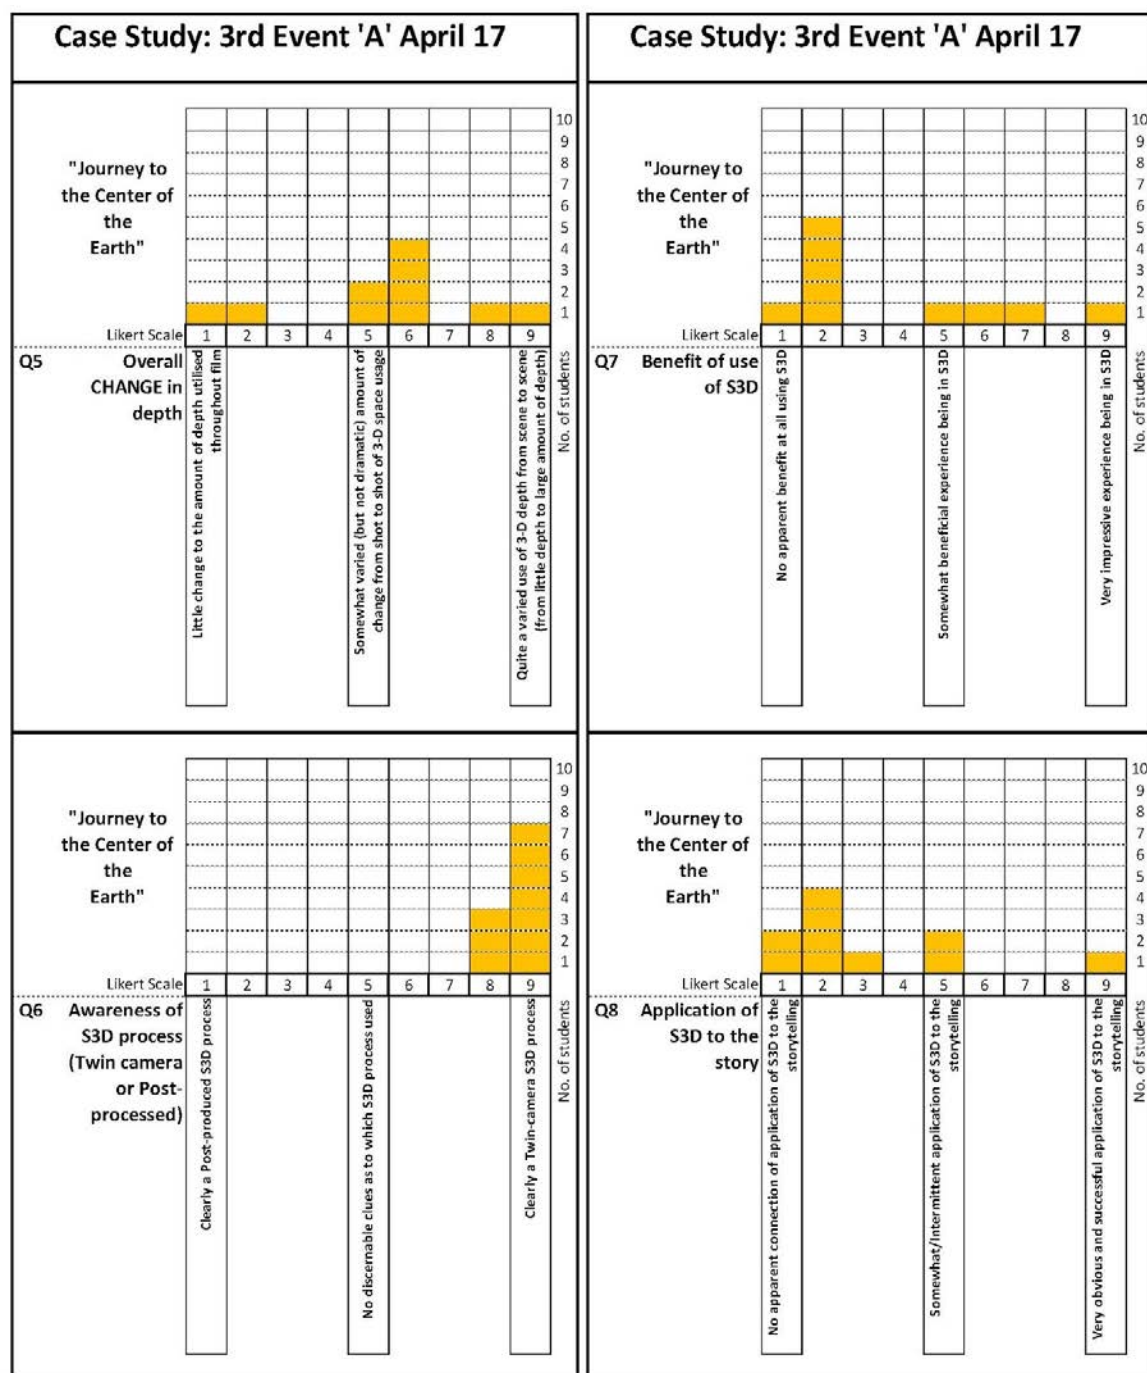 Case Study: 3rd Event 'A' April 17
"Journey to
the Center of
the
Earth"
10
9
8
7
6
5
4
3
2
1
Likert Scale 1 2 3 4 5 6 7 8 9
Q5 Overall
CHANGE in
depth
Little change to the amount of depth utilised
throughout film
Somewhat varied (but not dramatic) amount of
change from shot to shot of 3-D space usage
Quite a varied use of 3-D depth from scene to scene
(from little depth to large amount of depth)
No. of students
Case Study: 3rd Event 'A' April 17
"Journey to
the Center of
the
Earth"
10
9
8
7
6
5
4
3
2
1
Likert Scale 1 2 3 4 5 6 7 8 9
Q7 Benefit of use
of S3D
No apparent benefit at all using S3D
Somewhat beneficial experience being in S3D
Very impressive experience being in S3D
No. of students
"Journey to
the Center of
the
Earth"
10
9
8
7
6
5
4
3
2
1
Likert Scale 1 2 3 4 5 6 7 8 9
Q6 Awareness of
S3D process
(Twin camera
or Post-
processed)
Clearly a Post-produced S3D process
No discernable clues as to which S3D process used
Clearly a Twin-camera S3D process
No. of students
"Journey to
the Center of
the
Earth"
10
9
8
7
6
5
4
3
2
1
Likert Scale 1 2 3 4 5 6 7 8 9
Q8 Application of
S3D to the
story
No apparent connection of application of S3D to the
storytelling
Somewhat/Intermittent application of S3D to the
storytelling
Very obvious and successful application of S3D to the
storytelling
No. of students